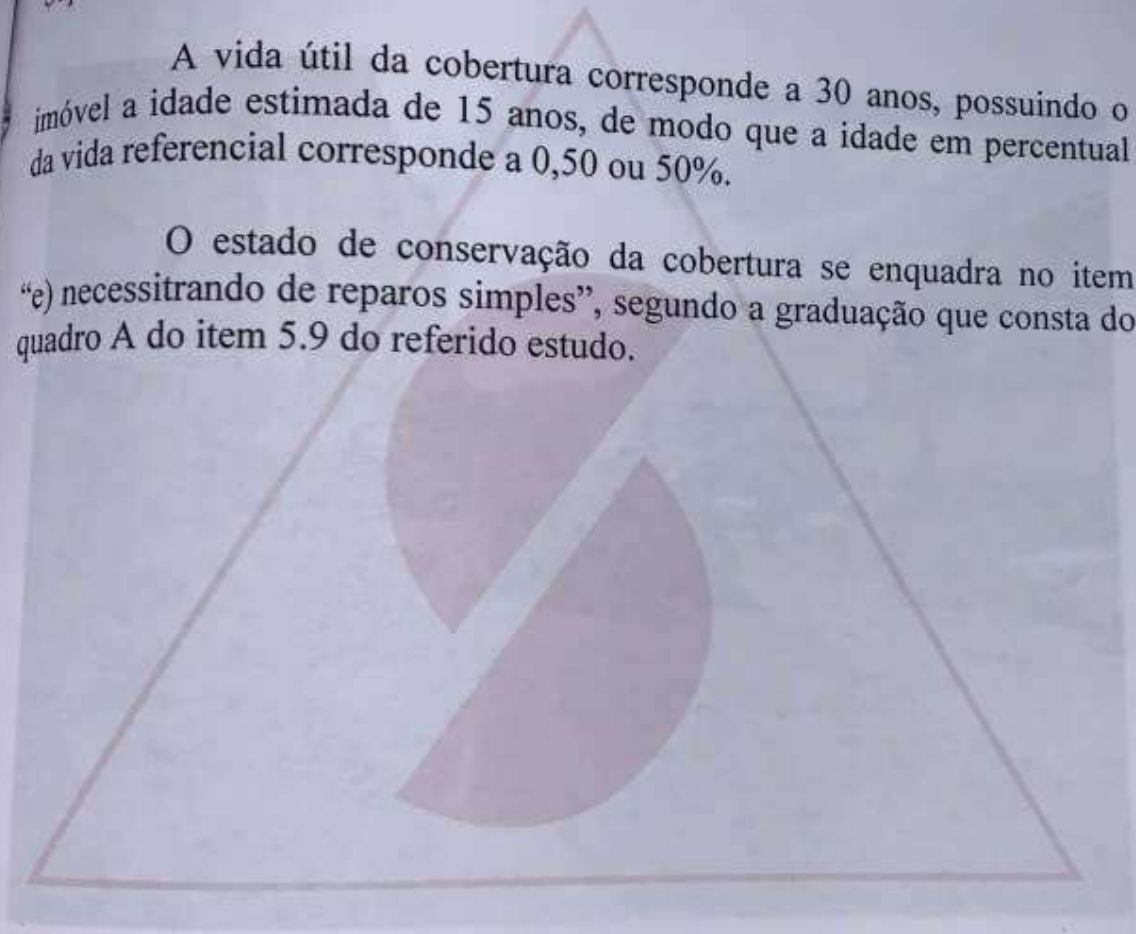 A vida útil da cobertura corresponde a 30 anos, possuindo o
imóvel a idade estimada de 15 anos, de modo que a idade em percentual
da vida referencial corresponde a 0,50 ou 50%.
O estado de conservação da cobertura se enquadra no item
“e) necessitrando de reparos simples”, segundo a graduação que consta do
quadro A do item 5.9 do referido estudo.